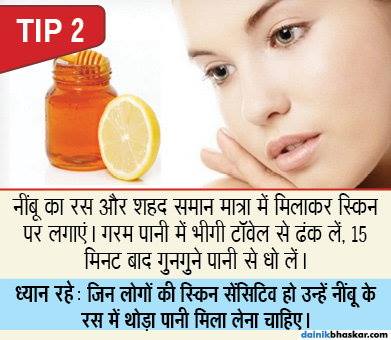 TIP 2
नींबू का रस और शहद समान मात्रा में मिलाकर स्किन
पर लगाएं। गरम पानी में भीगी टॉवेल से ढंक लें, 15
मिनट बाद गुनगुने पानी से धो लें।
ध्यान रहे : जिन लोगों की स्किन सेंसिटिव हो उन्हें नींबू के
रस में थोड़ा पानी मिला लेना चाहिए।
dainikbhaskar.com